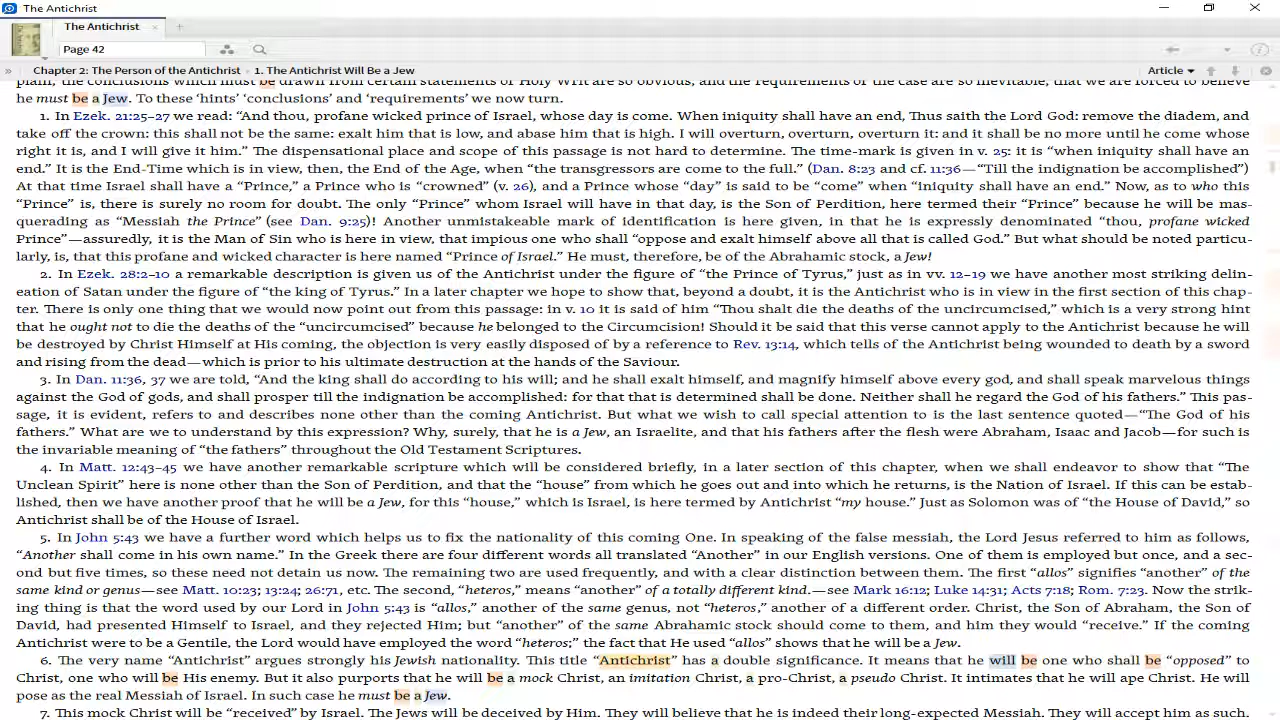 The Antichrist
The Antichrist
Page 42
» Chapter 2: The Person of the Antichrist › 1. The Antichrist Will Be a Jew Article
plain, the conclusions which must be drawn from certain statements of Holy Writ are so obvious, and the requirements of the case are so inevitable, that we are forced to believe
he must be a Jew. To these ‘hints’ ‘conclusions’ and ‘requirements’ we now turn.
1. In Ezek. 21:25–27 we read: “And thou, profane wicked prince of Israel, whose day is come. When iniquity shall have an end, Thus saith the Lord God: remove the diadem, and
take off the crown: this shall not be the same: exalt him that is low, and abase him that is high. I will overturn, overturn, overturn it: and it shall be no more until he come whose
right it is, and I will give it him.” The dispensational place and scope of this passage is not hard to determine. The time-mark is given in v. 25: it is “when iniquity shall have an
end.” It is the End-Time which is in view, then, the End of the Age, when “the transgressors are come to the full.” (Dan. 8:23 and cf. 11:36—“Till the indignation be accomplished”)
At that time Israel shall have a “Prince,” a Prince who is “crowned” (v. 26), and a Prince whose “day” is said to be “come” when “iniquity shall have an end.” Now, as to who this
“Prince” is, there is surely no room for doubt. The only “Prince” whom Israel will have in that day, is the Son of Perdition, here termed their “Prince” because he will be mas-
querading as “Messiah the Prince” (see Dan. 9:25)! Another unmistakeable mark of identification is here given, in that he is expressly denominated “thou, profane wicked
Prince”—assuredly, it is the Man of Sin who is here in view, that impious one who shall “oppose and exalt himself above all that is called God.” But what should be noted particu-
larly, is, that this profane and wicked character is here named “Prince of Israel.” He must, therefore, be of the Abrahamic stock, a Jew!
2. In Ezek. 28:2–10 a remarkable description is given us of the Antichrist under the figure of “the Prince of Tyrus,” just as in vv. 12–19 we have another most striking delin-
eation of Satan under the figure of “the king of Tyrus.” In a later chapter we hope to show that, beyond a doubt, it is the Antichrist who is in view in the first section of this chap-
ter. There is only one thing that we would now point out from this passage: in v. 10 it is said of him “Thou shalt die the deaths of the uncircumcised,” which is a very strong hint
that he ought not to die the deaths of the “uncircumcised” because he belonged to the Circumcision! Should it be said that this verse cannot apply to the Antichrist because he will
be destroyed by Christ Himself at His coming, the objection is very easily disposed of by a reference to Rev. 13:14, which tells of the Antichrist being wounded to death by a sword
and rising from the dead—which is prior to his ultimate destruction at the hands of the Saviour.
3. In Dan. 11:36, 37 we are told, “And the king shall do according to his will; and he shall exalt himself, and magnify himself above every god, and shall speak marvelous things
against the God of gods, and shall prosper till the indignation be accomplished: for that that is determined shall be done. Neither shall he regard the God of his fathers.” This pas-
sage, it is evident, refers to and describes none other than the coming Antichrist. But what we wish to call special attention to is the last sentence quoted—“The God of his
fathers.” What are we to understand by this expression? Why, surely, that he is a Jew, an Israelite, and that his fathers after the flesh were Abraham, Isaac and Jacob—for such is
the invariable meaning of “the fathers” throughout the Old Testament Scriptures.
4. In Matt. 12:43–45 we have another remarkable scripture which will be considered briefly, in a later section of this chapter, when we shall endeavor to show that “The
Unclean Spirit” here is none other than the Son of Perdition, and that the “house” from which he goes out and into which he returns, is the Nation of Israel. If this can be estab-
lished, then we have another proof that he will be a Jew, for this “house,” which is Israel, is here termed by Antichrist “my house.” Just as Solomon was of “the House of David,” so
Antichrist shall be of the House of Israel.
5. In John 5:43 we have a further word which helps us to fix the nationality of this coming One. In speaking of the false messiah, the Lord Jesus referred to him as follows,
“Another shall come in his own name.” In the Greek there are four different words all translated “Another” in our English versions. One of them is employed but once, and a sec-
ond but five times, so these need not detain us now. The remaining two are used frequently, and with a clear distinction between them. The first “allos” signifies “another” of the
same kind or genus—see Matt. 10:23; 13:24; 26:71, etc. The second, “heteros,” means “another” of a totally different kind.—see Mark 16:12; Luke 14:31; Acts 7:18; Rom. 7:23. Now the strik-
ing thing is that the word used by our Lord in John 5:43 is “allos,” another of the same genus, not “heteros,” another of a different order. Christ, the Son of Abraham, the Son of
David, had presented Himself to Israel, and they rejected Him; but “another” of the same Abrahamic stock should come to them, and him they would “receive.” If the coming
Antichrist were to be a Gentile, the Lord would have employed the word “heteros;” the fact that He used “allos” shows that he will be a Jew.
6. The very name “Antichrist” argues strongly his Jewish nationality. This title “Antichrist” has a double significance. It means that he will be one who shall be “opposed” to
Christ, one who will be His enemy. But it also purports that he will be a mock Christ, an imitation Christ, a pro-Christ, a pseudo Christ. It intimates that he will ape Christ. He will
pose as the real Messiah of Israel. In such case he must be a Jew.
7. This mock Christ will be “received” by Israel. The Jews will be deceived by Him. They will believe that he is indeed their long-expected Messiah. They will accept him as such.